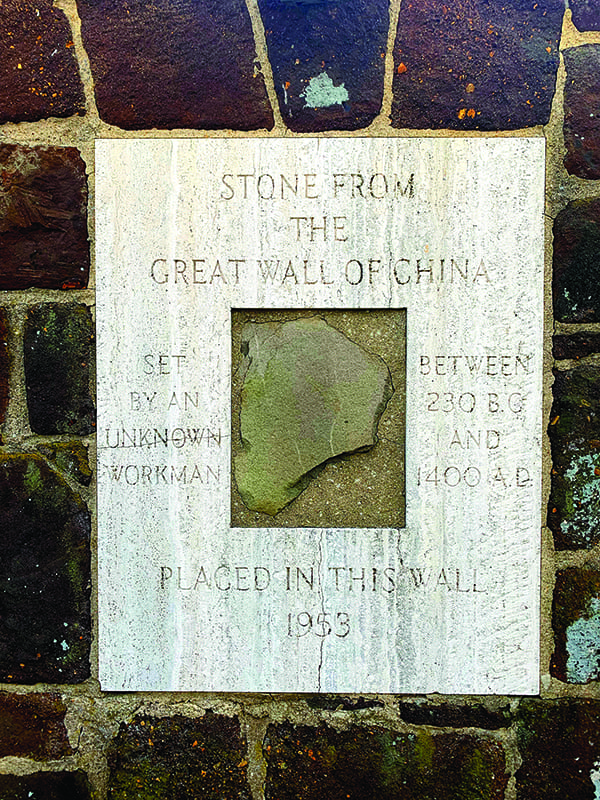 STONE FROM
THE
GREAT WALL OF CHINA
SET
BY AN
UNKNOWN
WORKMAN
BETWEEN
230 B.C
AND
1400 A.D.
PLACED IN THIS WALL
1953